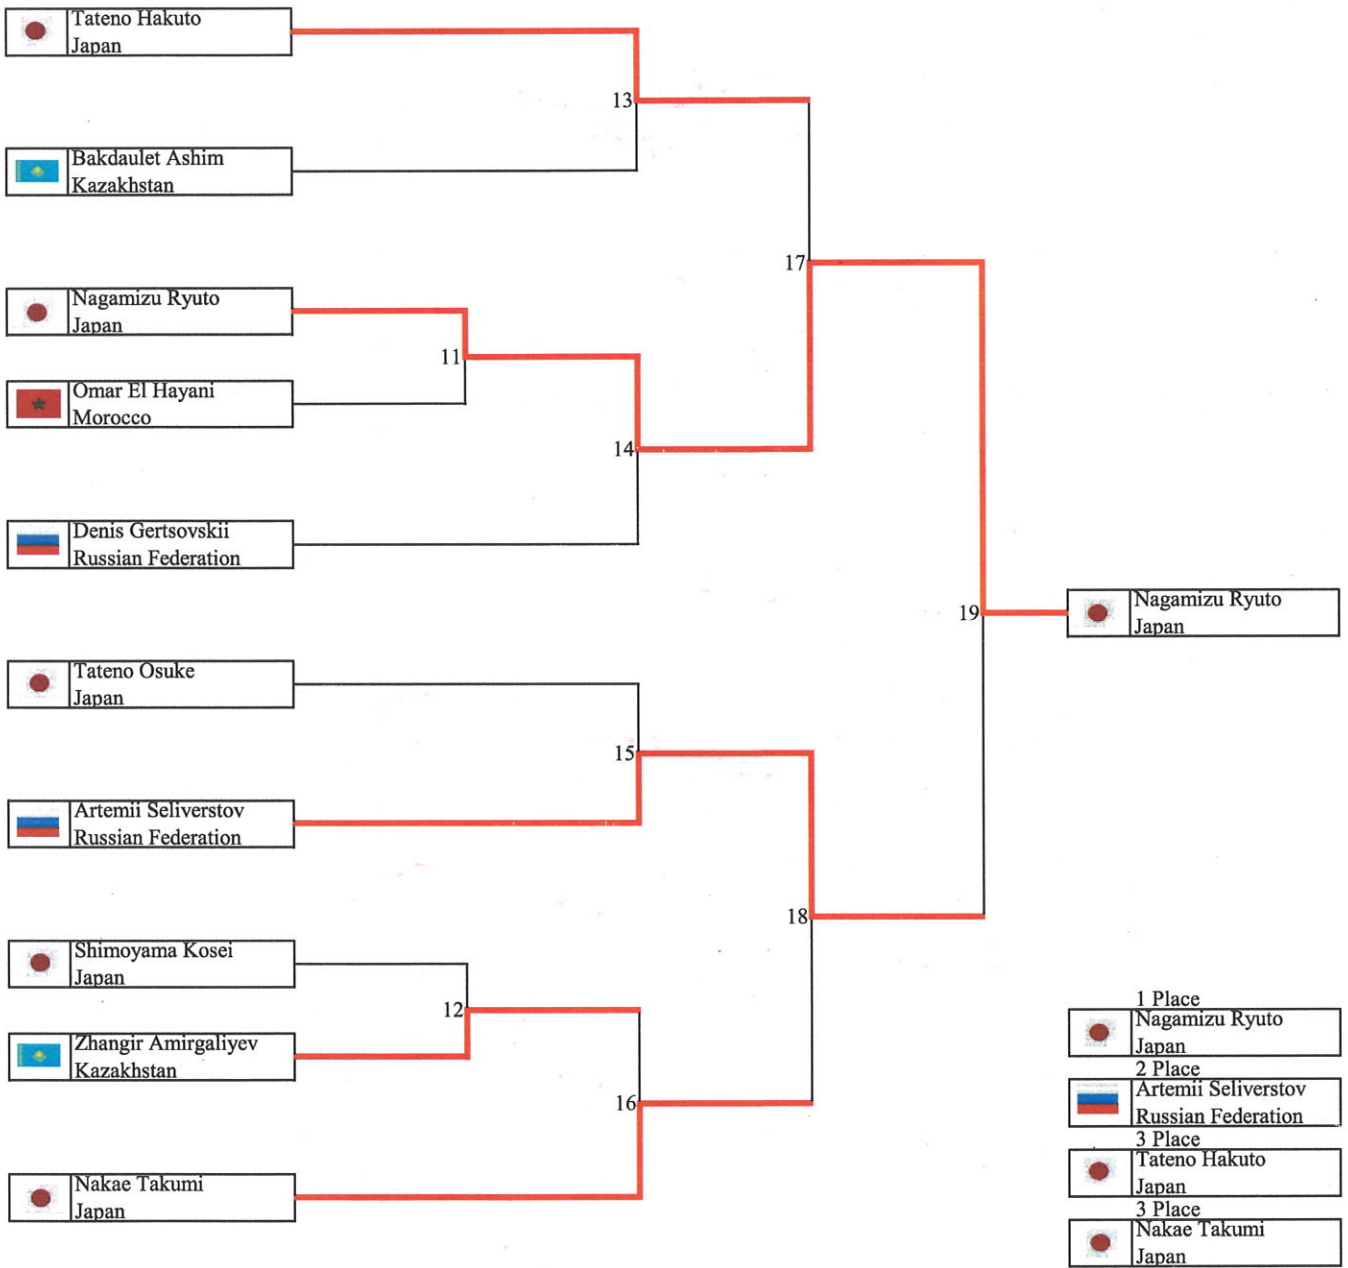 Tateno Hakuto
Japan
13
Bakdaulet Ashim
Kazakhstan
17
Nagamizu Ryuto
Japan
11
Omar El Hayani
Morocco
14
Denis Gertsovskii
Russian Federation
19
Nagamizu Ryuto
Japan
Tateno Osuke
Japan
15
Artemii Seliverstov
Russian Federation
18
Shimoyama Kosei
Japan
12
Zhangir Amirgaliyev
Kazakhstan
16
Nakae Takumi
Japan
1 Place
Nagamizu Ryuto
Japan
2 Place
Artemii Seliverstov
Russian Federation
3 Place
Tateno Hakuto
Japan
3 Place
Nakae Takumi
Japan